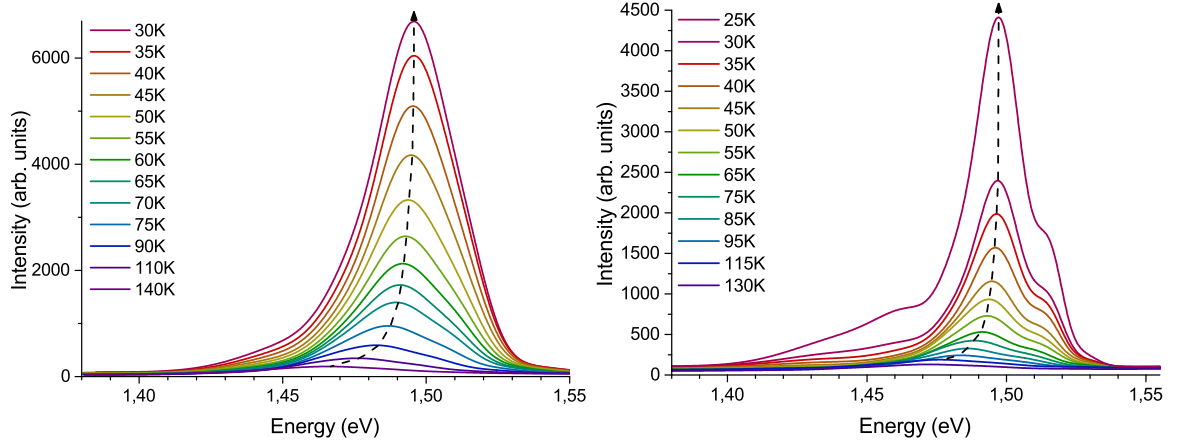 30K
35K
40K
45K
50K
55K
60K
65K
70K
75K
90K
110K
140K
6000
4000
2000
0
Intensity (arb. units)
1,40
1,45
1,50
1,55
Energy (eV)
25K
30K
35K
40K
45K
50K
55K
65K
75K
85K
95K
115K
130K
4500
4000
3500
3000
2500
2000
1500
1000
500
0
Intensity (arb. units)
1,40
1,45
1,50
1,55
Energy (eV)